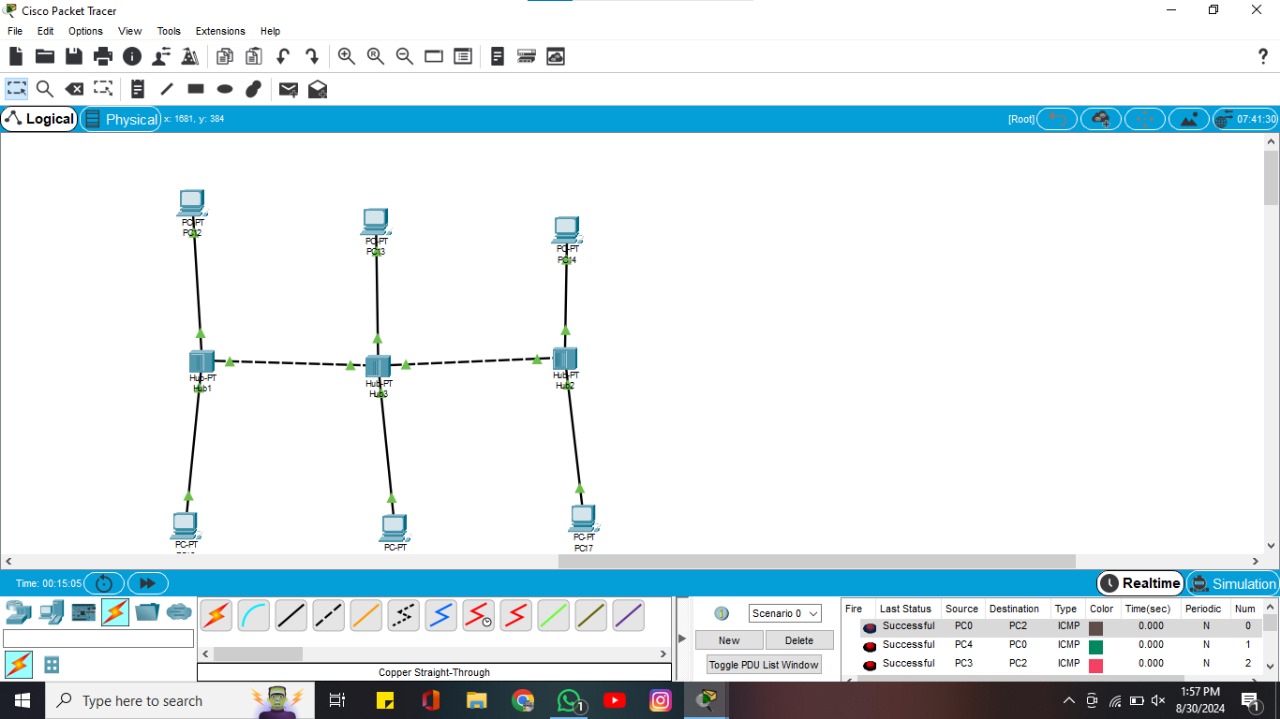 Cisco Packet Tracer
File Edit Options View Tools Extensions Help
Logical Physical x: 1681, y: 384 [Root] 07:41:30
PC-PT
PC12
PC-PT
PC13
PC-PT
PC14
Hub-PT
Hub1
Hub-PT
Hub3
Hub-PT
Hub2
PC-PT
PC-PT
PC-PT
PC17
Time: 00:15:05 Realtime Simulation
Scenario 0
New Delete
Toggle PDU List Window
Fire Last Status Source Destination Type Color Time(sec) Periodic Num
Successful PC0 PC2 ICMP 0.000 N 0
Successful PC4 PC0 ICMP 0.000 N 1
Successful PC3 PC2 ICMP 0.000 N 2
Copper Straight-Through
Type here to search
1
1:57 PM
8/30/2024
1